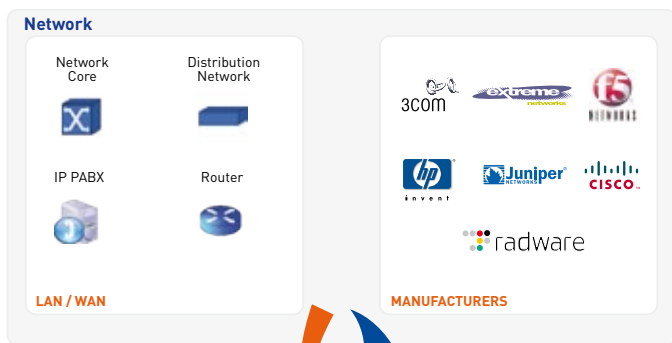 Network
Network
Core
Distribution
Network
IP PABX
Router
LAN / WAN
3COM
extreme
networks
f5
NETWORKS
hp
invent
Juniper
NETWORKS
CISCO
radware
MANUFACTURERS